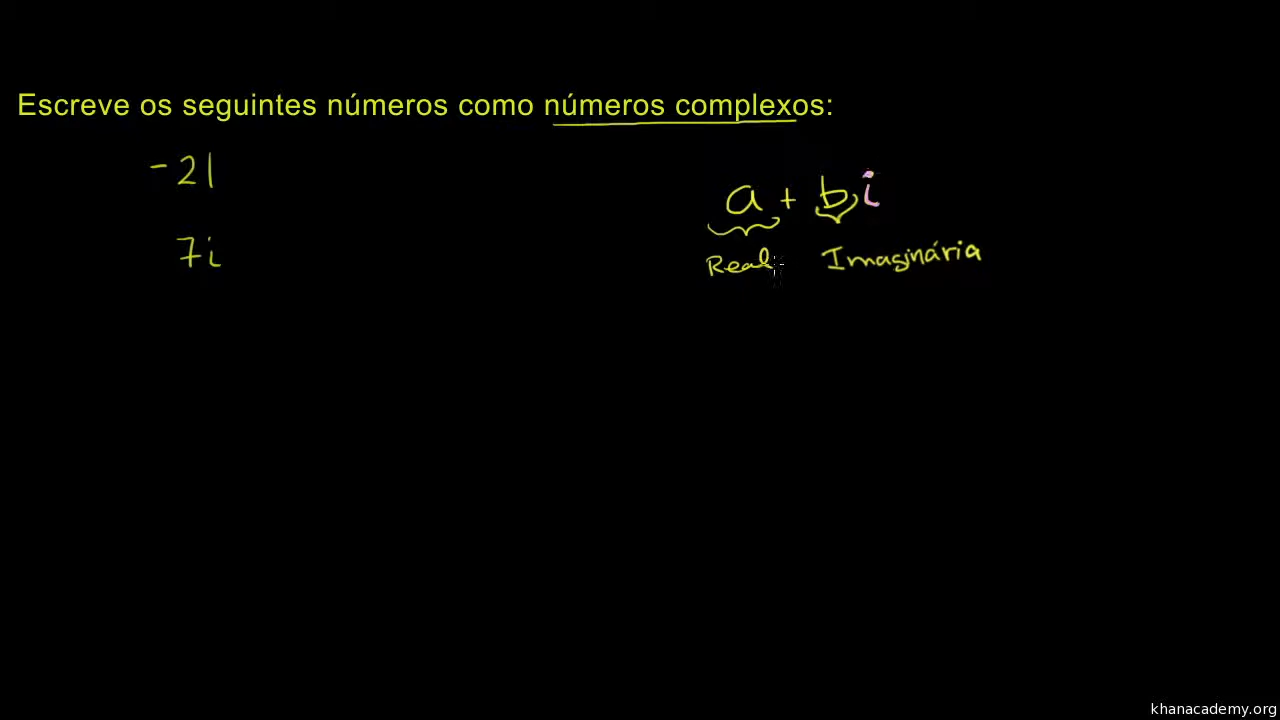 Escreve os seguintes números como números complexos:
-21
a + bi
7i
Real Imaginária
khanacademy.org